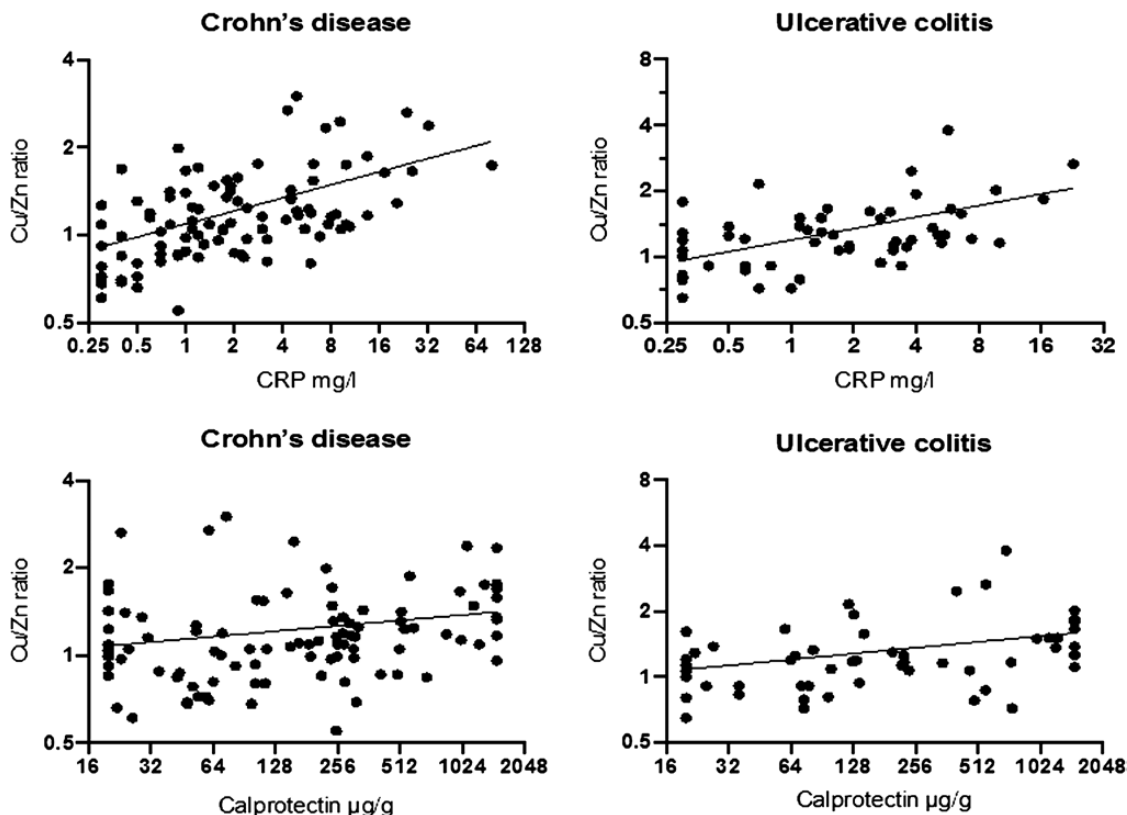 Crohn's disease
4
2
1
0.5
Cu/Zn ratio
0.25 0.5 1 2 4 8 16 32 64 128
CRP mg/l
Ulcerative colitis
8
4
2
1
0.5
Cu/Zn ratio
0.25 0.5 1 2 4 8 16 32
CRP mg/l
Crohn's disease
4
2
1
0.5
Cu/Zn ratio
16 32 64 128 256 512 1024 2048
Calprotectin µg/g
Ulcerative colitis
8
4
2
1
0.5
Cu/Zn ratio
16 32 64 128 256 512 1024 2048
Calprotectin µg/g